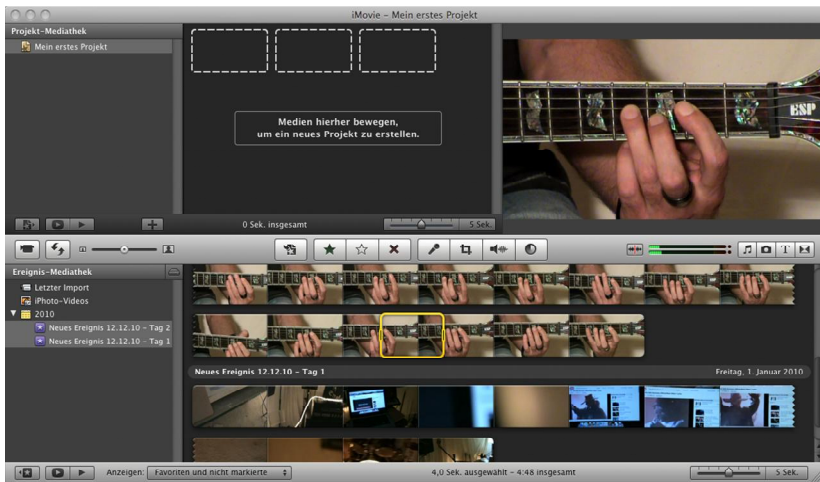 iMovie – Mein erstes Projekt
Projekt-Mediathek
Mein erstes Projekt
Medien hierher bewegen,
um ein neues Projekt zu erstellen.
ESP
0 Sek. insgesamt
5 Sek.
Ereignis-Mediathek
Letzter Import
iPhoto-Videos
2010
Neues Ereignis 12.12.10 – Tag 2
Neues Ereignis 12.12.10 – Tag 1
Neues Ereignis 12.12.10 – Tag 1
Freitag, 1. Januar 2010
Anzeigen: Favoriten und nicht markierte
4,0 Sek. ausgewählt – 4:48 insgesamt
5 Sek.